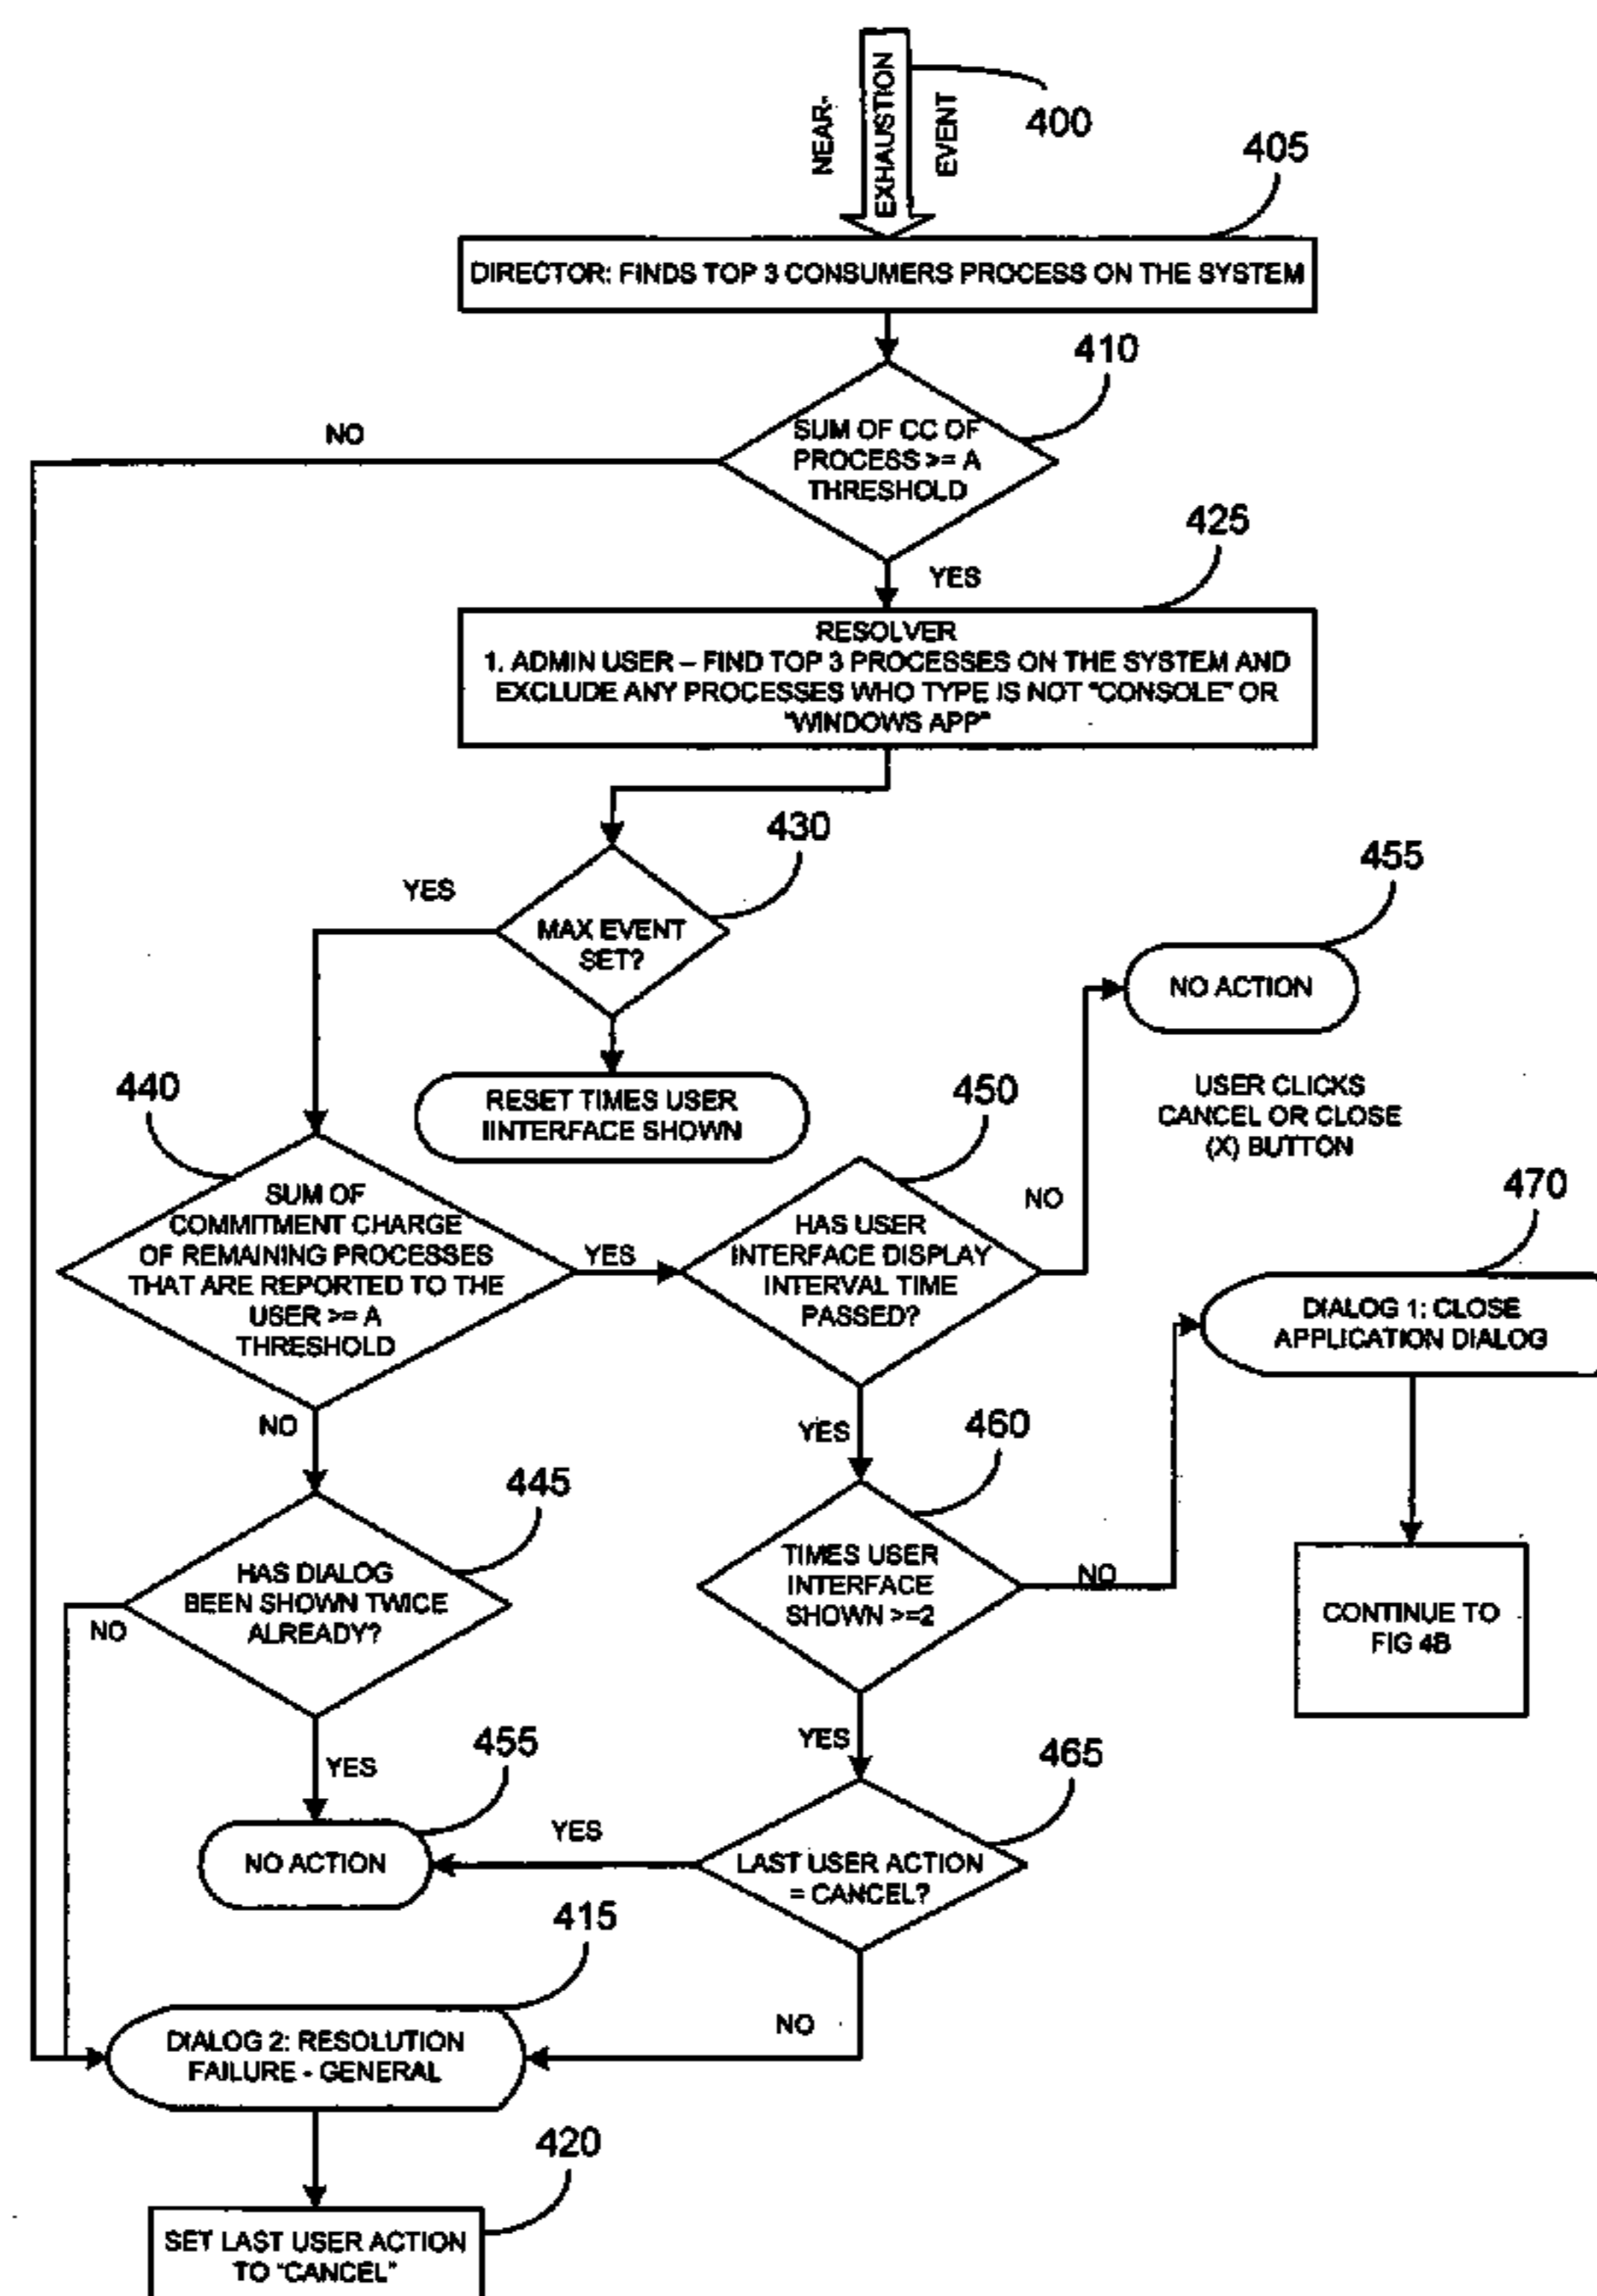 NEAR-
EXHAUSTION
EVENT
400
405
DIRECTOR: FINDS TOP 3 CONSUMERS PROCESS ON THE SYSTEM
410
NO
SUM OF CC OF
PROCESS >= A
THRESHOLD
425
YES
RESOLVER
1. ADMIN USER – FIND TOP 3 PROCESSES ON THE SYSTEM AND
EXCLUDE ANY PROCESSES WHO TYPE IS NOT "CONSOLE" OR
"WINDOWS APP"
430
YES
MAX EVENT
SET?
455
NO ACTION
RESET TIMES USER
IINTERFACE SHOWN
440
450
USER CLICKS
CANCEL OR CLOSE
(X) BUTTON
SUM OF
COMMITMENT CHARGE
OF REMAINING PROCESSES
THAT ARE REPORTED TO THE
USER >= A
THRESHOLD
YES
HAS USER
INTERFACE DISPLAY
INTERVAL TIME
PASSED?
NO
470
DIALOG 1: CLOSE
APPLICATION DIALOG
NO
YES
460
445
HAS DIALOG
BEEN SHOWN TWICE
ALREADY?
NO
TIMES USER
INTERFACE
SHOWN >=2
NO
CONTINUE TO
FIG 4B
YES
455
YES
465
NO ACTION
YES
LAST USER ACTION
= CANCEL?
415
DIALOG 2: RESOLUTION
FAILURE - GENERAL
NO
420
SET LAST USER ACTION
TO "CANCEL"